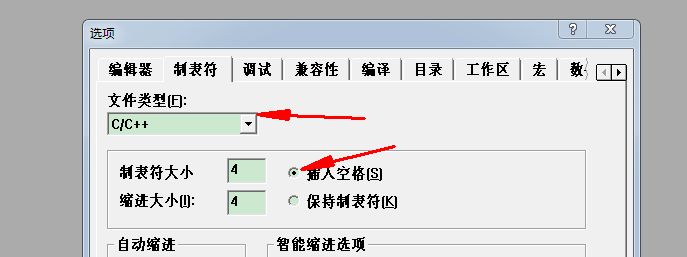 选项
编辑器 制表符 调试 兼容性 编译 目录 工作区 宏
文件类型(F):
C/C++
制表符大小 4 插入空格(S)
缩进大小(I): 4 保持制表符(K)
自动缩进 智能缩进选项